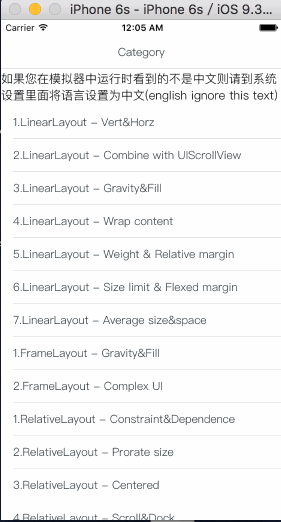 iPhone 6s - iPhone 6s / iOS 9.3...
Carrier 12:05 AM
Category
如果您在模拟器中运行时看到的不是中文则请到系统
设置里面将语言设置为中文(english ignore this text)
1.LinearLayout – Vert&Horz
2.LinearLayout – Combine with UIScrollView
3.LinearLayout – Gravity&Fill
4.LinearLayout – Wrap content
5.LinearLayout – Weight & Relative margin
6.LinearLayout – Size limit & Flexed margin
7.LinearLayout – Average size&space
1.FrameLayout – Gravity&Fill
2.FrameLayout – Complex UI
1.RelativeLayout – Constraint&Dependence
2.RelativeLayout – Prorate size
3.RelativeLayout – Centered
4.RelativeLayout – Scroll&Dock